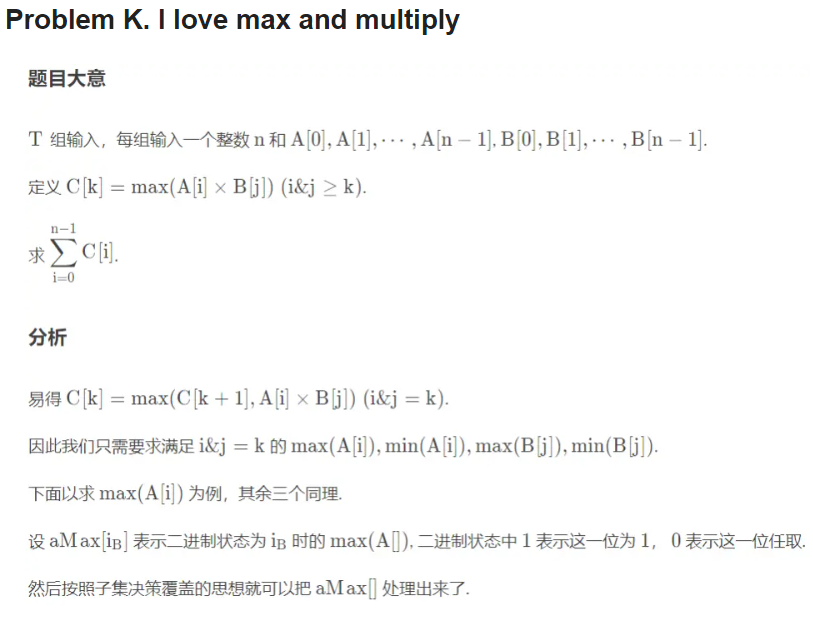 Problem K. I love max and multiply
题目大意
T 组输入，每组输入一个整数 n 和 A[0], A[1], ⋯ , A[n − 1], B[0], B[1], ⋯ , B[n − 1].
定义 C[k] = max(A[i] × B[j]) (i&j ≥ k).
求 ∑_{i=0}^{n−1} C[i].
分析
易得 C[k] = max(C[k + 1], A[i] × B[j]) (i&j = k).
因此我们只需要求满足 i&j = k 的 max(A[i]), min(A[i]), max(B[j]), min(B[j]).
下面以求 max(A[i]) 为例，其余三个同理.
设 aMax[i_B] 表示二进制状态为 i_B 时的 max(A[]), 二进制状态中 1 表示这一位为 1， 0 表示这一位任取.
然后按照子集决策覆盖的思想就可以把 aMax[] 处理出来了.